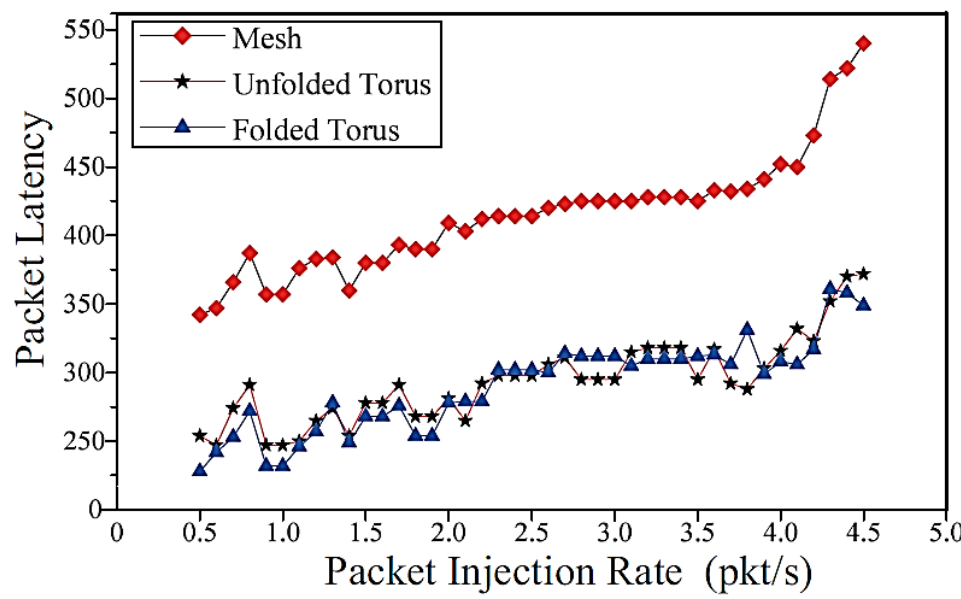 Mesh
Unfolded Torus
Folded Torus
Packet Latency
550
500
450
400
350
300
250
0
0 0.5 1.0 1.5 2.0 2.5 3.0 3.5 4.0 4.5 5.0
Packet Injection Rate (pkt/s)